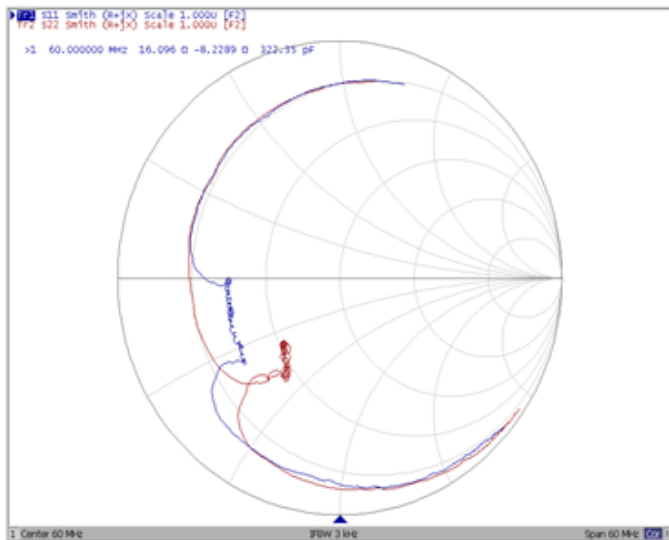 Tr1 S11 Smith (R+jX) Scale 1.000U [F2]
Tr2 S22 Smith (R+jX) Scale 1.000U [F2]
>1 60.000000 MHz 16.096 Ω -8.2289 Ω 322.35 pF
1 Center 60 MHz IFBW 3 kHz Span 60 MHz Cor